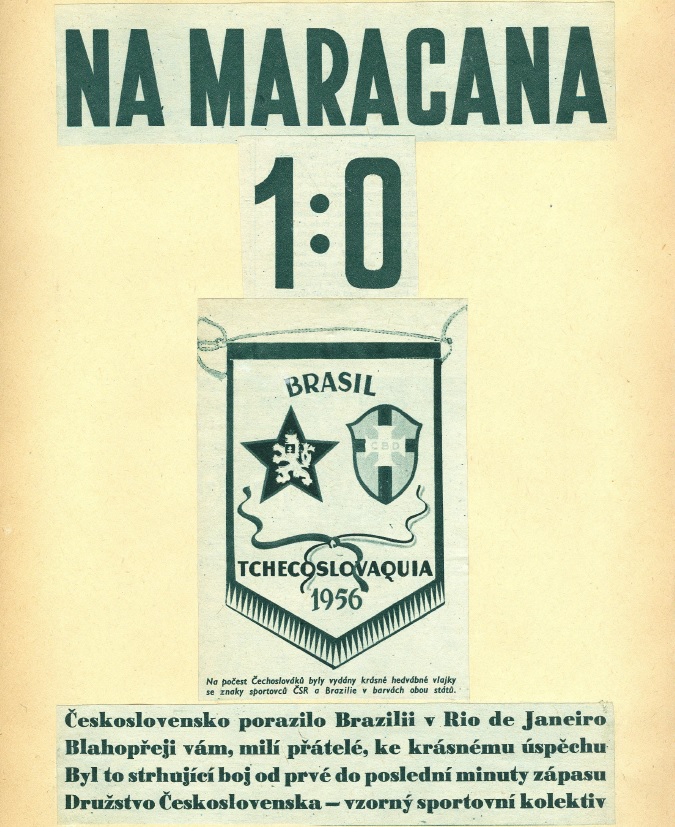 NA MARACANA
1:0
BRASIL
CBD
TCHECOSLOVAQUIA
1956
Na počest Čechoslováků byly vydány krásné hedvábné vlajky
se znaky sportovců ČSR a Brazilie v barvách obou států.
Československo porazilo Brazilii v Rio de Janeiro
Blahopřeji vám, milí přátelé, ke krásnému úspěchu
Byl to strhující boj od prvé do poslední minuty zápasu
Družstvo Československa — vzorný sportovní kolektiv